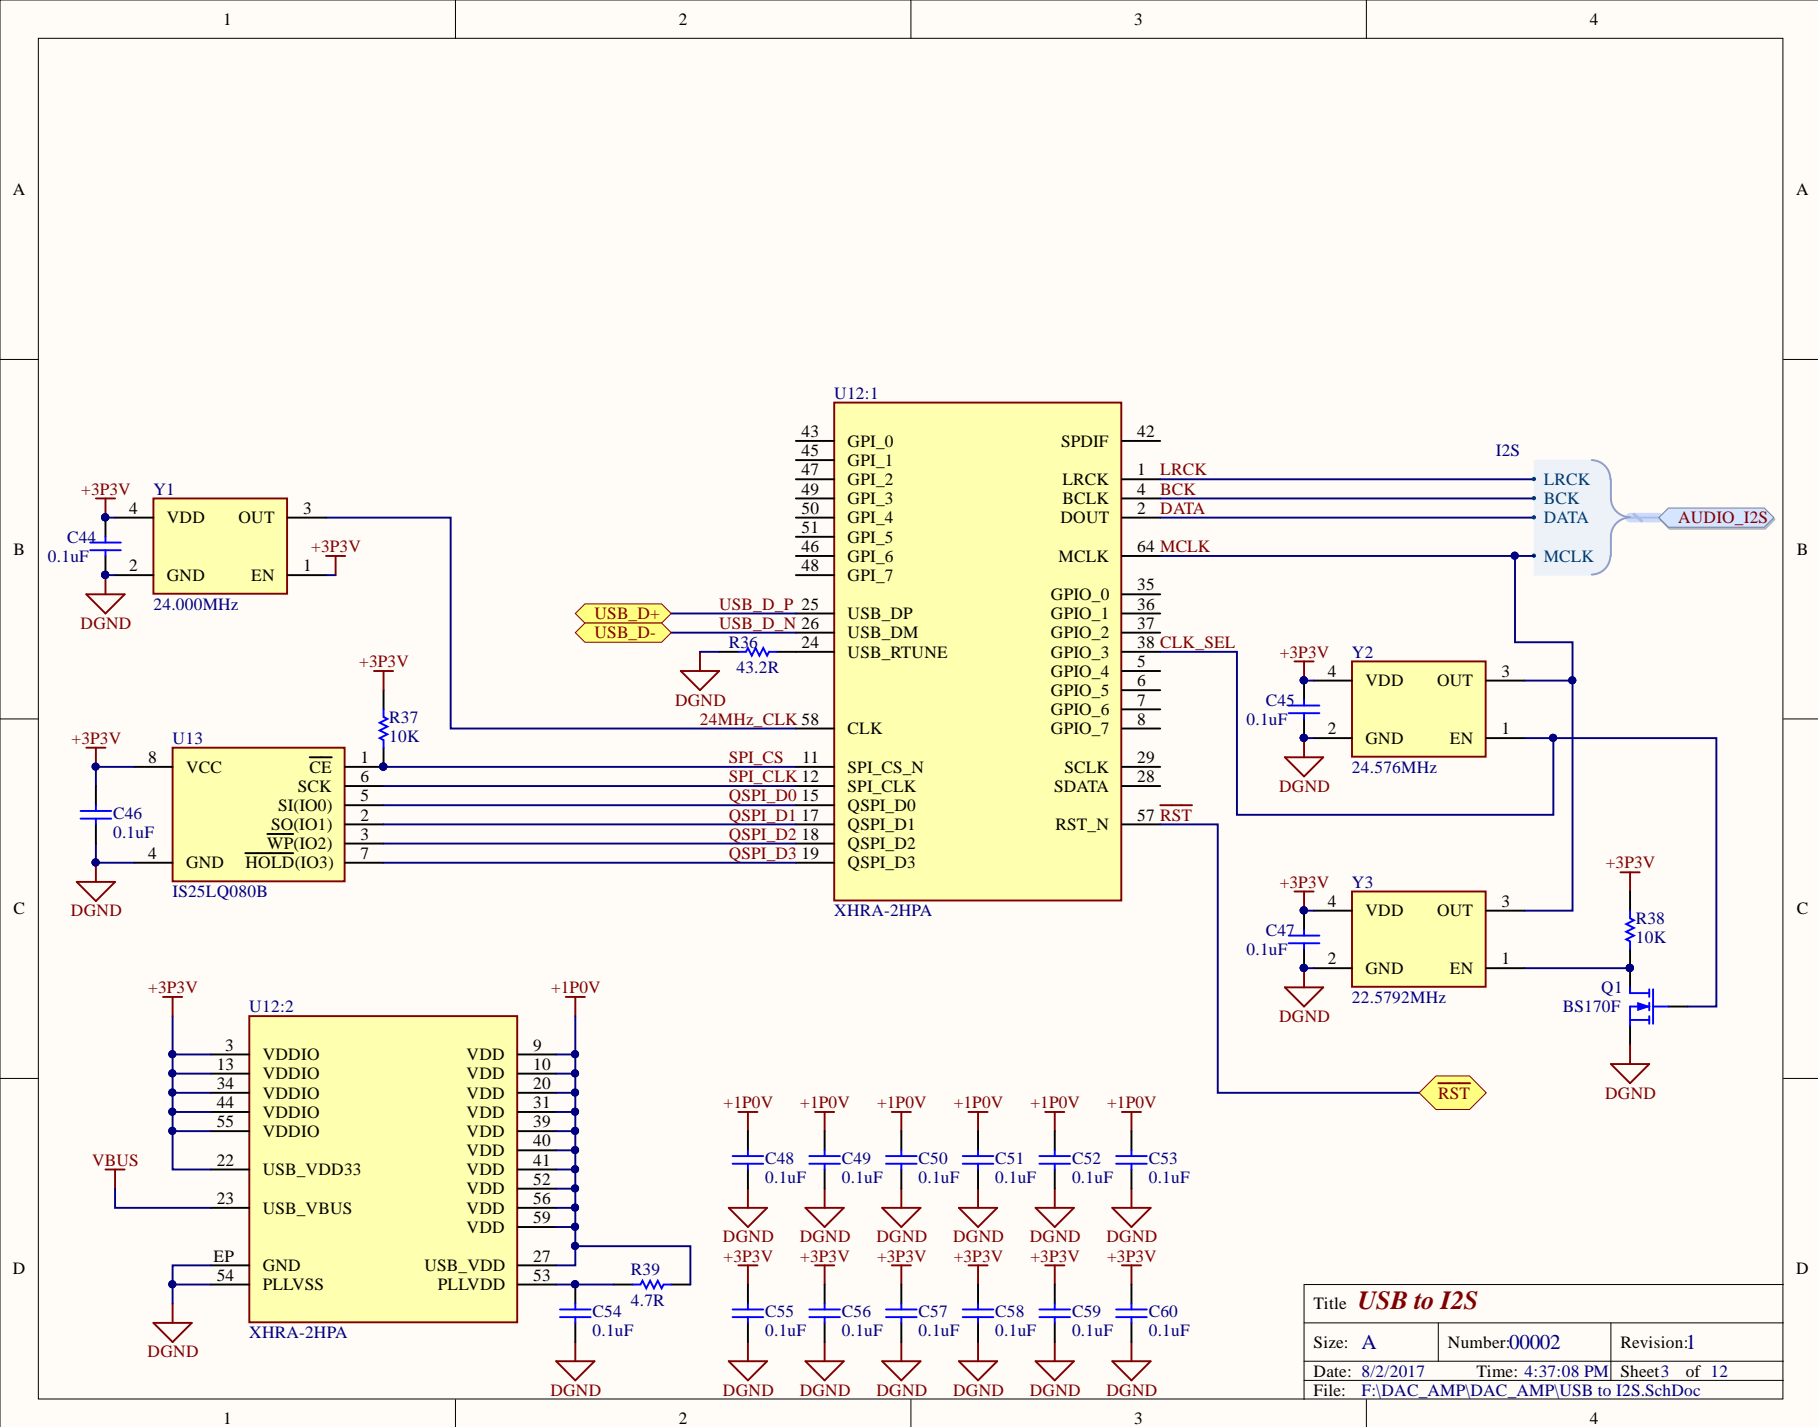 1 2 3 4
A A
B B
C C
D D
U12:1
43 GPI_0
45 GPI_1
47 GPI_2
49 GPI_3
50 GPI_4
51 GPI_5
46 GPI_6
48 GPI_7
USB_D+ USB_D_P 25 USB_DP
USB_D- USB_D_N 26 USB_DM
R36 24 USB_RTUNE
43.2R
DGND
24MHz_CLK 58 CLK
SPI_CS 11 SPI_CS_N
SPI_CLK 12 SPI_CLK
QSPI_D0 15 QSPI_D0
QSPI_D1 17 QSPI_D1
QSPI_D2 18 QSPI_D2
QSPI_D3 19 QSPI_D3
SPDIF 42
LRCK 1 LRCK
BCLK 4 BCK
DOUT 2 DATA
MCLK 64 MCLK
GPIO_0 35
GPIO_1 36
GPIO_2 37
GPIO_3 38 CLK_SEL
GPIO_4 5
GPIO_5 6
GPIO_6 7
GPIO_7 8
SCLK 29
SDATA 28
RST_N 57 RST
XHRA-2HPA
I2S
LRCK
BCK
DATA
MCLK
AUDIO_I2S
+3P3V Y1
4 VDD OUT 3
C44
0.1uF
+3P3V
2 GND EN 1
24.000MHz
DGND
+3P3V
R37
10K
+3P3V U13
8 VCC CE 1
SCK 6
SI(IO0) 5
SO(IO1) 2
WP(IO2) 3
4 GND HOLD(IO3) 7
C46
0.1uF
IS25LQ080B
DGND
+3P3V Y2
4 VDD OUT 3
C45
0.1uF
2 GND EN 1
24.576MHz
DGND
+3P3V Y3
4 VDD OUT 3
C47
0.1uF
2 GND EN 1
22.5792MHz
DGND
+3P3V
R38
10K
Q1
BS170F
DGND
RST
+3P3V U12:2 +1P0V
3 VDDIO VDD 9
13 VDDIO VDD 10
34 VDDIO VDD 20
44 VDDIO VDD 31
55 VDDIO VDD 39
VDD 40
VBUS 22 USB_VDD33 VDD 41
VDD 52
23 USB_VBUS VDD 56
VDD 59
EP GND USB_VDD 27
54 PLLVSS PLLVDD 53
XHRA-2HPA
DGND
R39
4.7R
C54
0.1uF
DGND
+1P0V +1P0V +1P0V +1P0V +1P0V +1P0V
C48 C49 C50 C51 C52 C53
0.1uF 0.1uF 0.1uF 0.1uF 0.1uF 0.1uF
DGND DGND DGND DGND DGND DGND
+3P3V +3P3V +3P3V +3P3V +3P3V +3P3V
C55 C56 C57 C58 C59 C60
0.1uF 0.1uF 0.1uF 0.1uF 0.1uF 0.1uF
DGND DGND DGND DGND DGND DGND
Title USB to I2S
Size: A Number:00002 Revision:1
Date: 8/2/2017 Time: 4:37:08 PM Sheet3 of 12
File: F:\DAC_AMP\DAC_AMP\USB to I2S.SchDoc
1 2 3 4